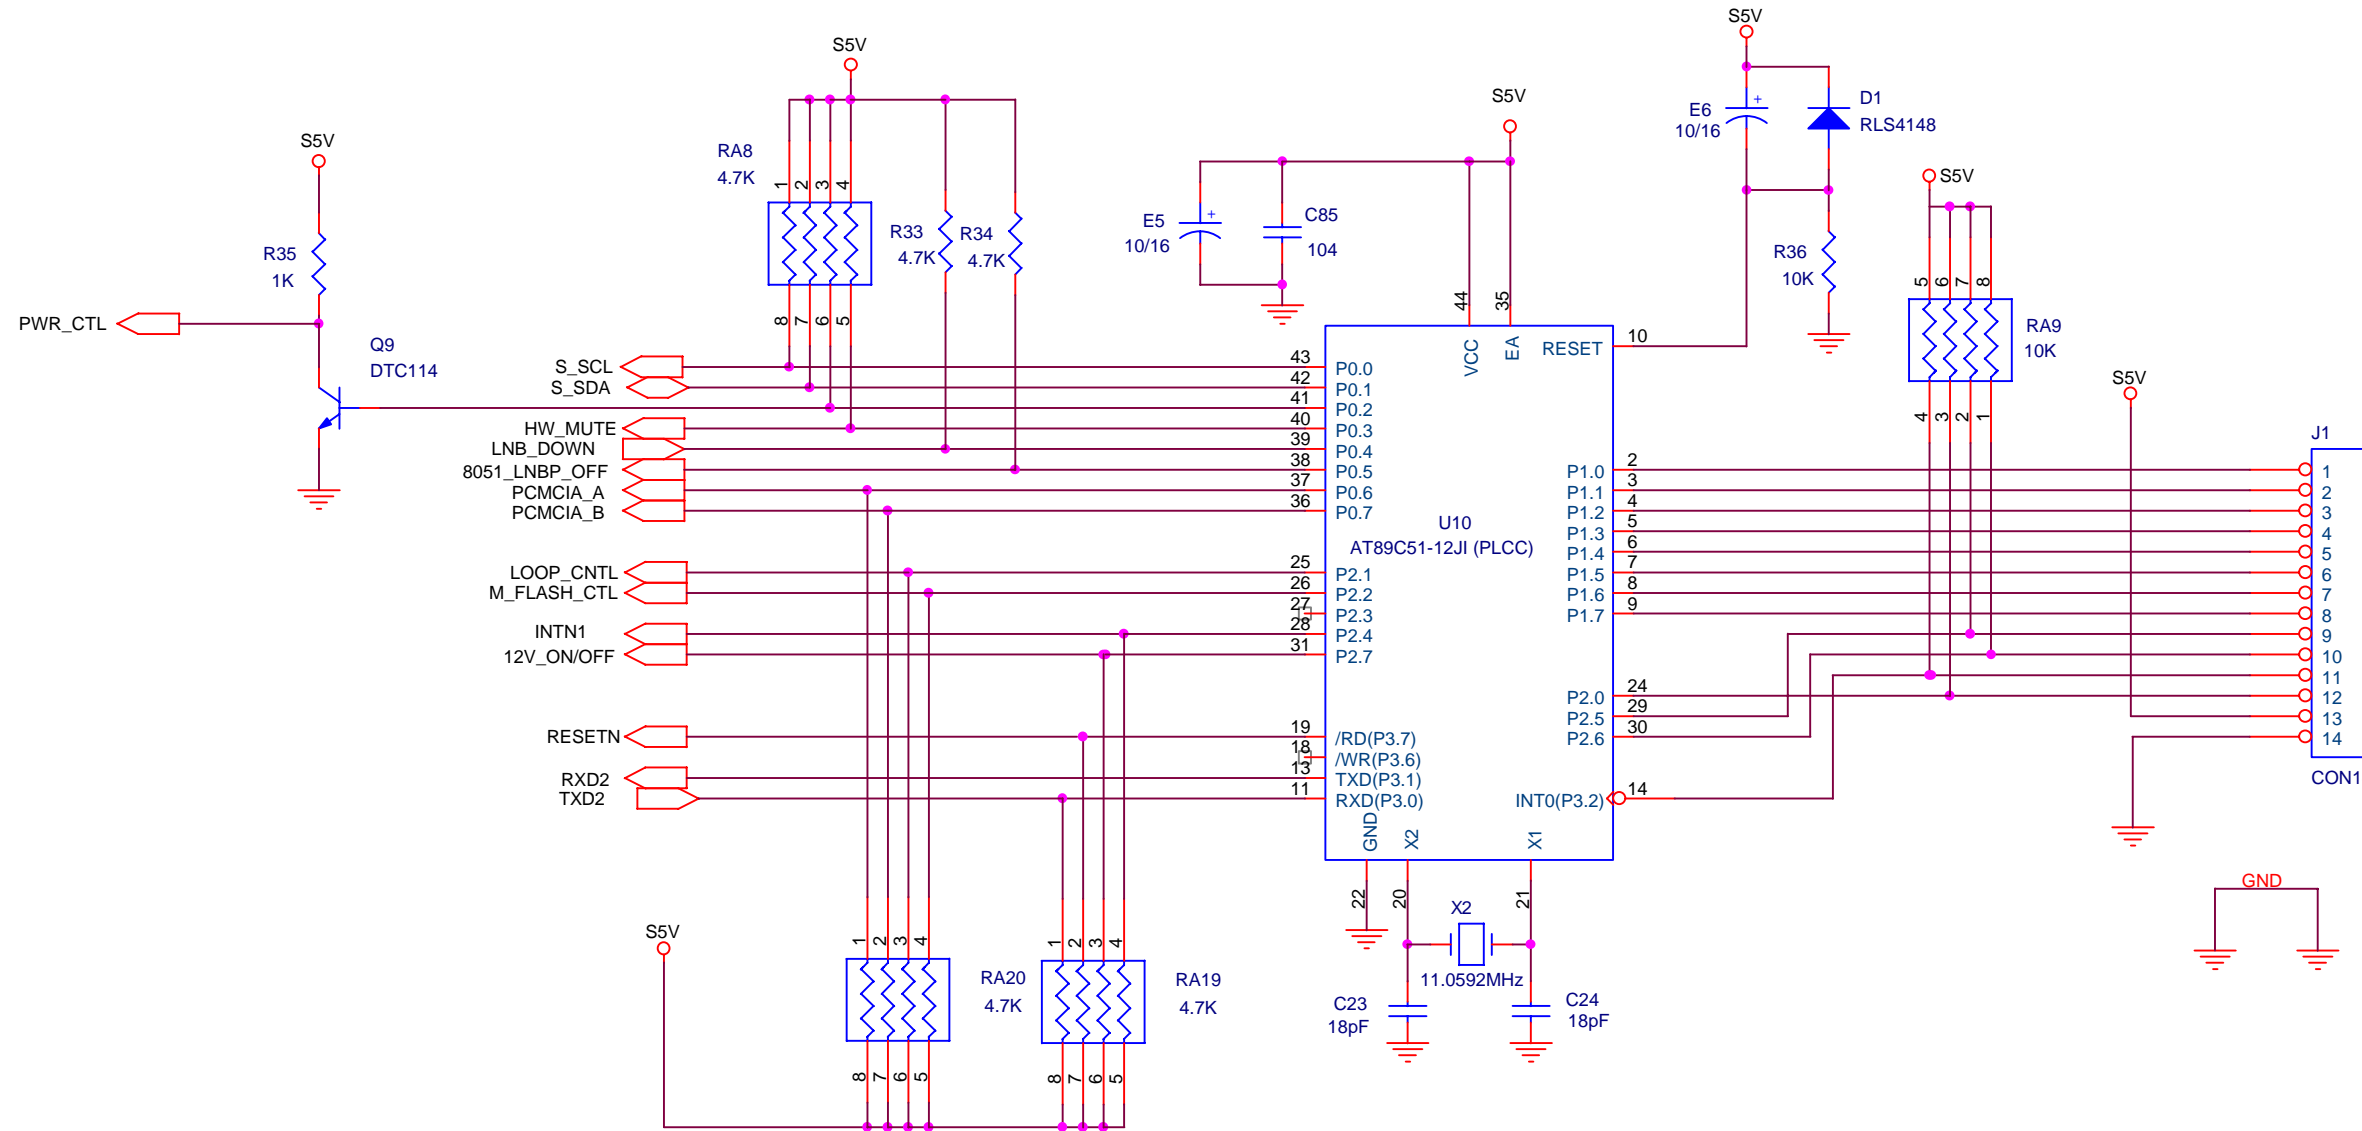 S5V
R35
1K
PWR_CTL
Q9
DTC114
S5V
RA8
4.7K
1 2 3 4
8 7 6 5
R33
4.7K
R34
4.7K
S_SCL
S_SDA
HW_MUTE
LNB_DOWN
8051_LNBP_OFF
PCMCIA_A
PCMCIA_B
LOOP_CNTL
M_FLASH_CTL
INTN1
12V_ON/OFF
RESETN
RXD2
TXD2
S5V
E5
+
10/16
C85
104
44
35
VCC
EA
43 P0.0
42 P0.1
41 P0.2
40 P0.3
39 P0.4
38 P0.5
37 P0.6
36 P0.7
25 P2.1
26 P2.2
27 P2.3
28 P2.4
31 P2.7
19 /RD(P3.7)
18 /WR(P3.6)
13 TXD(P3.1)
11 RXD(P3.0)
U10
AT89C51-12JI (PLCC)
RESET 10
P1.0 2
P1.1 3
P1.2 4
P1.3 5
P1.4 6
P1.5 7
P1.6 8
P1.7 9
P2.0 24
P2.5 29
P2.6 30
INT0(P3.2) 14
GND
X2
X1
22
20
21
X2
11.0592MHz
C23
18pF
C24
18pF
S5V
E6
+
10/16
D1
RLS4148
R36
10K
S5V
5 6 7 8
RA9
10K
4 3 2 1
S5V
J1
1
2
3
4
5
6
7
8
9
10
11
12
13
14
CON1
GND
S5V
1 2 3 4
RA20
4.7K
8 7 6 5
1 2 3 4
RA19
4.7K
8 7 6 5